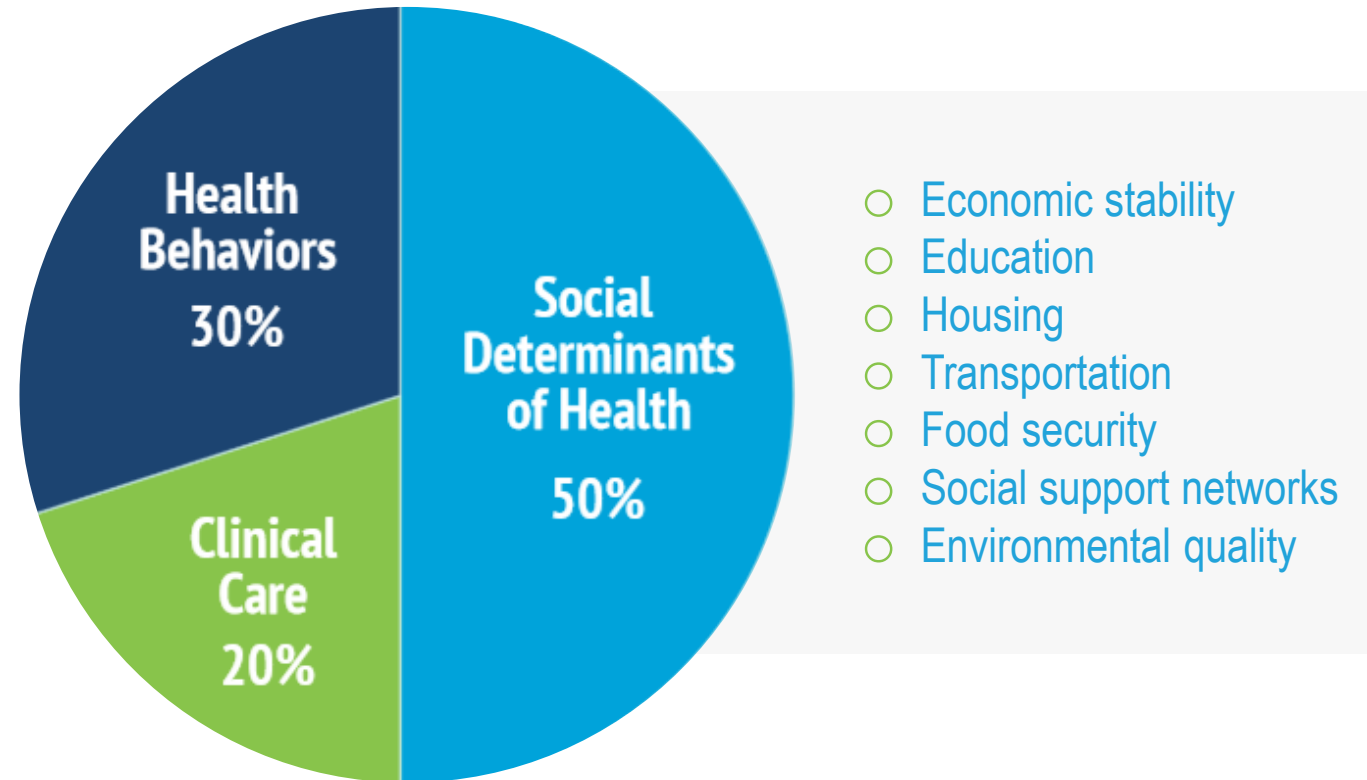 Health
Behaviors
30%
Social
Determinants
of Health
50%
Clinical
Care
20%
Economic stability
Education
Housing
Transportation
Food security
Social support networks
Environmental quality